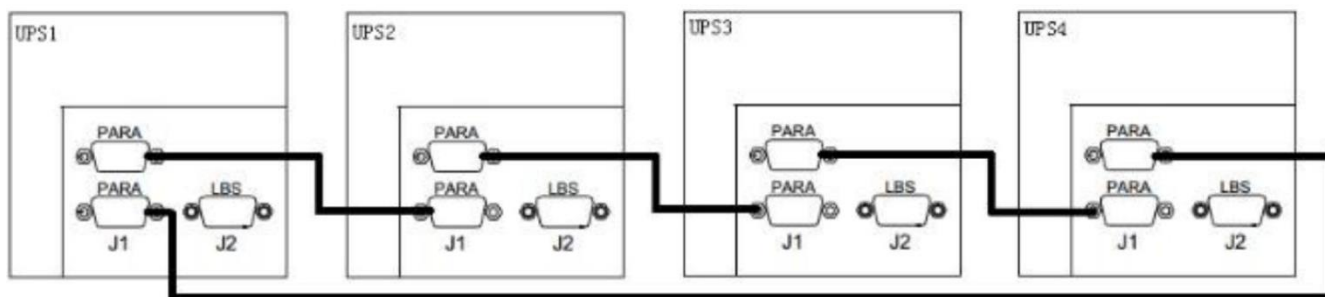 UPS1 UPS2 UPS3 UPS4
PARA PARA PARA PARA
PARA LBS PARA LBS PARA LBS PARA LBS
J1 J2 J1 J2 J1 J2 J1 J2